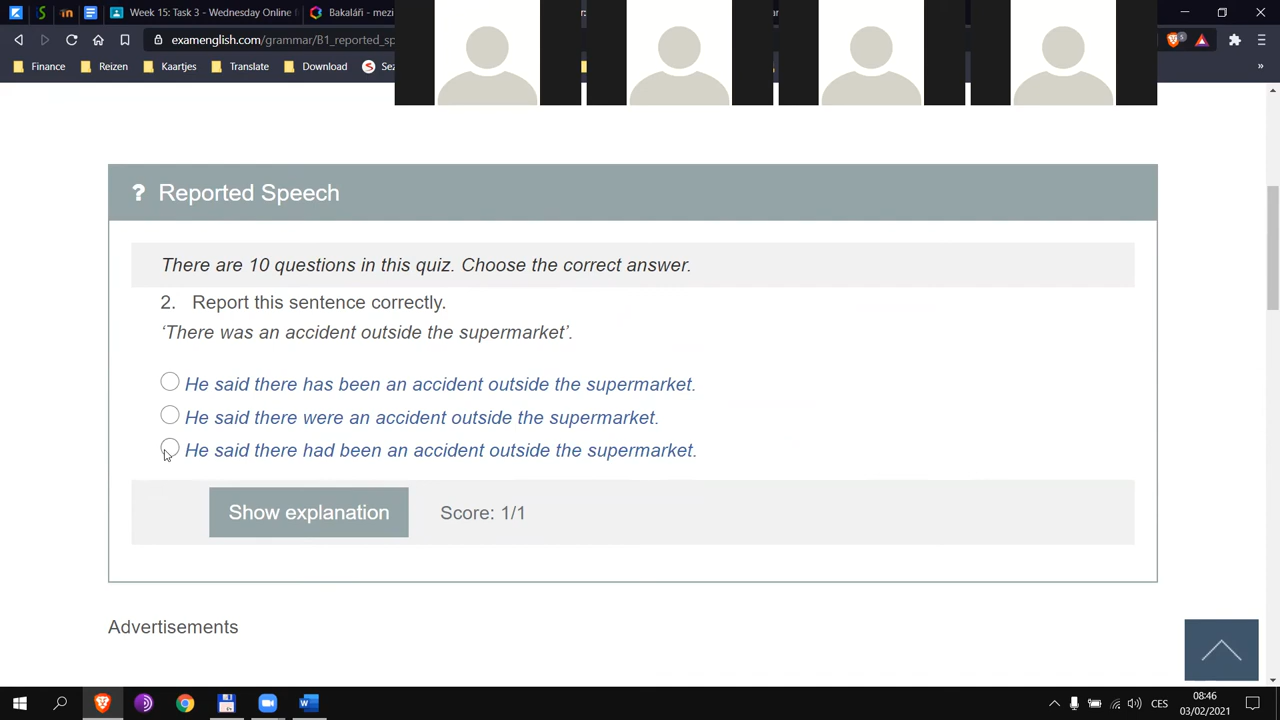 Week 15: Task 3 - Wednesday Online
Bakaláři - mezi
examenglish.com/grammar/B1_reported_sp
Finance
Reizen
Kaartjes
Translate
Download
Sez
»
? Reported Speech
There are 10 questions in this quiz. Choose the correct answer.
2. Report this sentence correctly.
‘There was an accident outside the supermarket’.
He said there has been an accident outside the supermarket.
He said there were an accident outside the supermarket.
He said there had been an accident outside the supermarket.
Show explanation
Score: 1/1
Advertisements
CES
08:46
03/02/2021